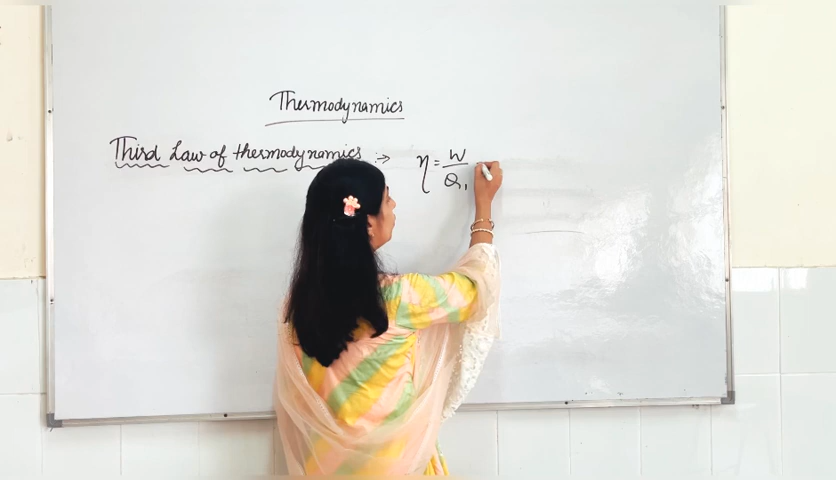 Thermodynamics
Third Law of thermodynamics :→ η = W/Q₁